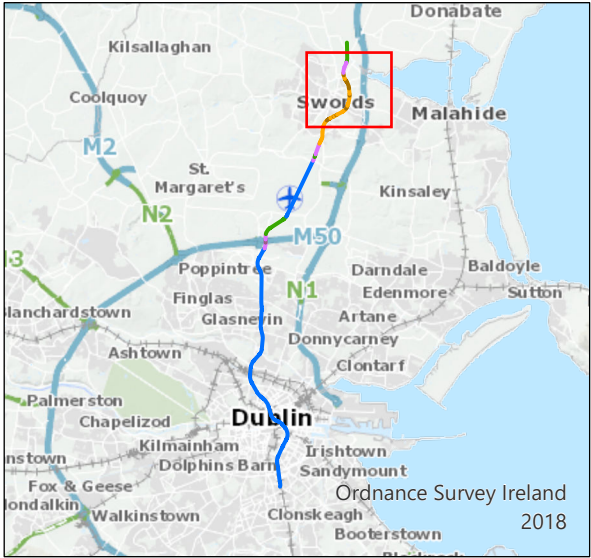 Donabate
Kilsallaghan
Coolquoy
Swords
Malahide
M2
St.
Margaret's
Kinsaley
N2
M50
Poppintree
Darndale
Baldoyle
Finglas
N1
Edenmore
Sutton
Blanchardstown
Glasnevin
Artane
Donnycarney
Ashtown
Clontarf
Palmerston
Chapelizod
Dublin
Kilmainham
Irishtown
Dolphins Barn
Sandymount
Fox & Geese
Ordnance Survey Ireland
Walkinstown
Clonskeagh
2018
Booterstown